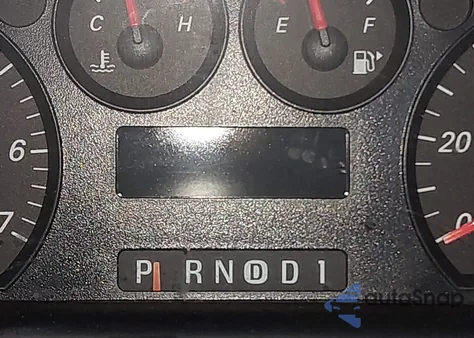 C H E F
6 20
7 0
P R N D D 1
autoSnap